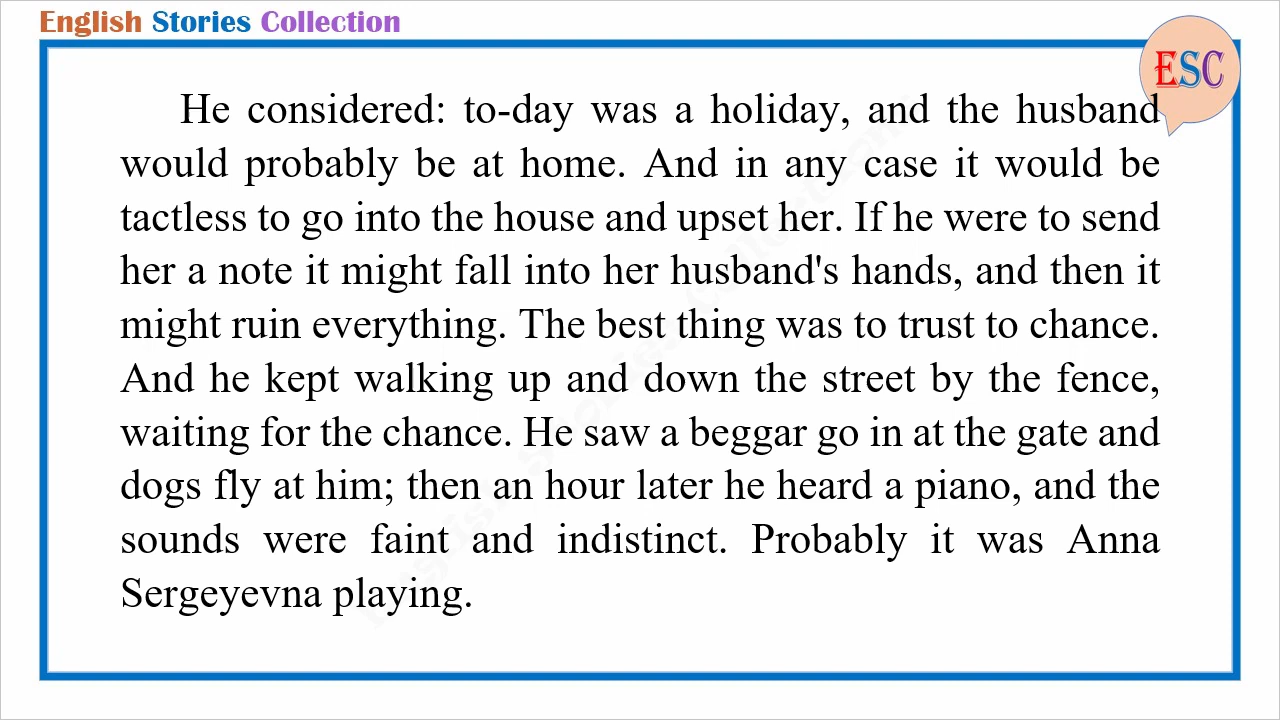 English Stories Collection
ESC
He considered: to-day was a holiday, and the husband
would probably be at home. And in any case it would be
tactless to go into the house and upset her. If he were to send
her a note it might fall into her husband's hands, and then it
might ruin everything. The best thing was to trust to chance.
And he kept walking up and down the street by the fence,
waiting for the chance. He saw a beggar go in at the gate and
dogs fly at him; then an hour later he heard a piano, and the
sounds were faint and indistinct. Probably it was Anna
Sergeyevna playing.
English Stories Collection